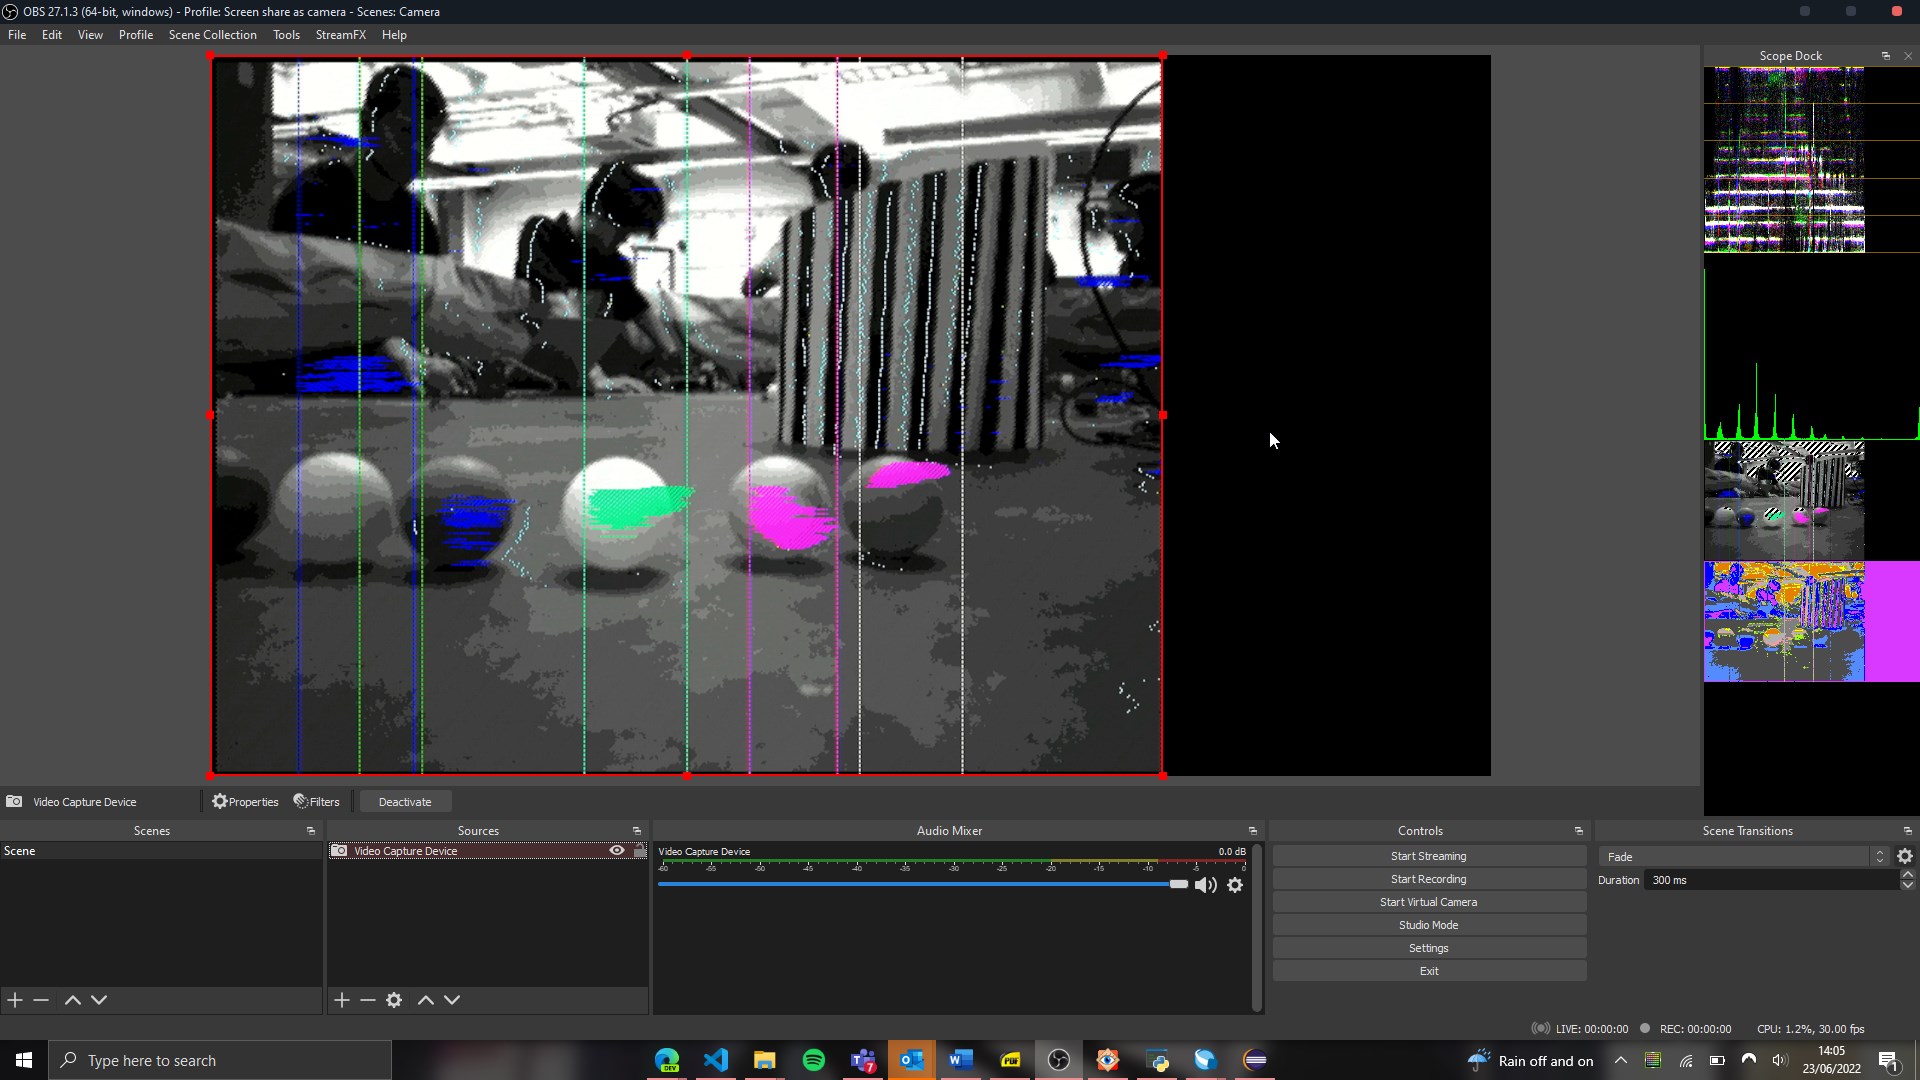 OBS 27.1.3 (64-bit, windows) - Profile: Screen share as camera - Scenes: Camera
File Edit View Profile Scene Collection Tools StreamFX Help
Scope Dock
Video Capture Device Properties Filters Deactivate
Scenes
Scene
Sources
Video Capture Device
Audio Mixer
Video Capture Device 0.0 dB
-60 -55 -50 -45 -40 -35 -30 -25 -20 -15 -10 -5 0
Controls
Start Streaming
Start Recording
Start Virtual Camera
Studio Mode
Settings
Exit
Scene Transitions
Fade
Duration 300 ms
LIVE: 00:00:00 REC: 00:00:00 CPU: 1.2%, 30.00 fps
Type here to search
DEV
7
PDF
Rain off and on
14:05
23/06/2022
1